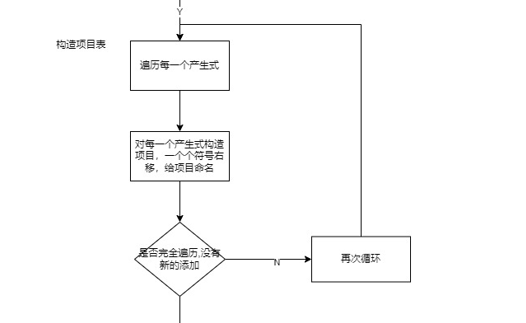 Y
构造项目表
遍历每一个产生式
对每一个产生式构造
项目，一个个符号右
移，给项目命名
是否完全遍历,没有
新的添加
N
再次循环